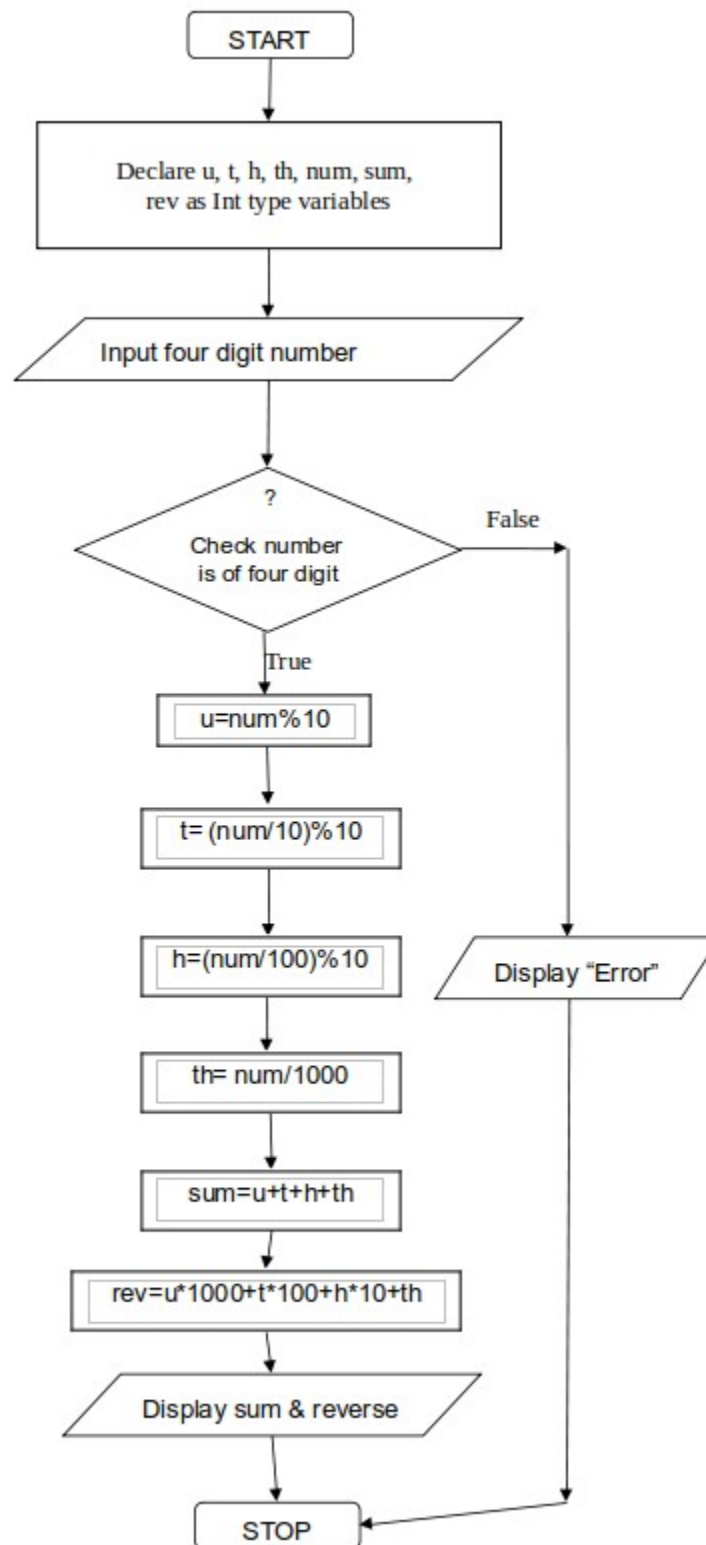 START
Declare u, t, h, th, num, sum,
rev as Int type variables
Input four digit number
?
Check number
is of four digit
False
True
u=num%10
t= (num/10)%10
h=(num/100)%10
Display “Error”
th= num/1000
sum=u+t+h+th
rev=u*1000+t*100+h*10+th
Display sum & reverse
STOP